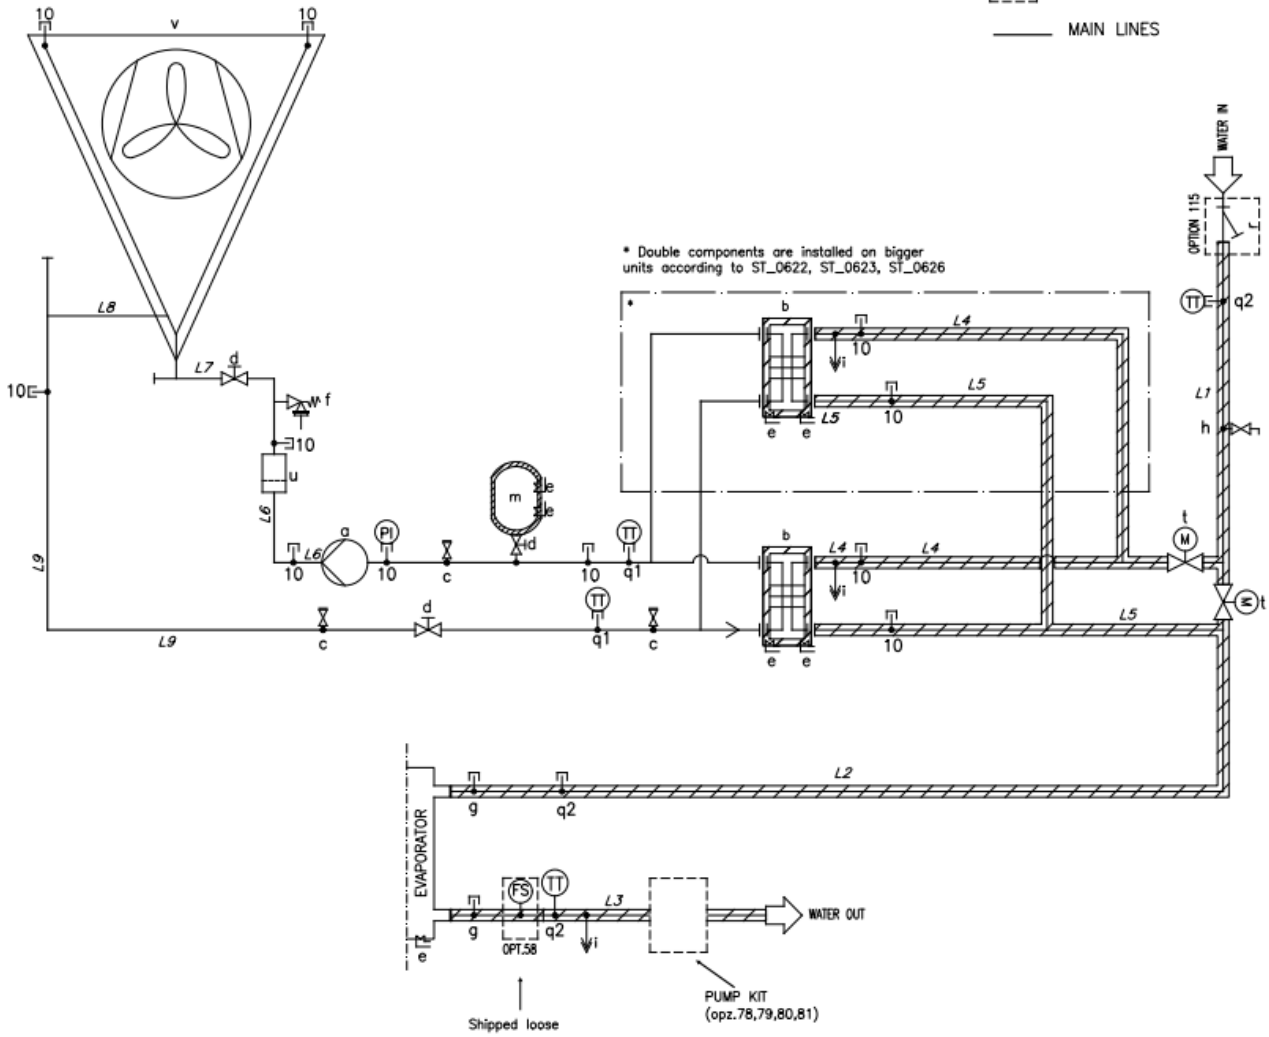 10
v
10
MAIN LINES
WATER IN
OPTION 115
r
* Double components are installed on bigger
units according to ST_0622, ST_0623, ST_0626
L8
*
b
TT
q2
L4
10
i
L7
d
10
f
L5
L1
10
L5
h
10
e
e
u
m
e
e
L6
t
a
PI
d
TT
b
M
L9
L6
10
10
c
10
q1
L4
L4
10
i
TT
d
M
t
L5
L9
c
q1
c
10
e
e
L2
g
q2
EVAPORATOR
FS
TT
L3
WATER OUT
g
q2
i
OPT.58
e
PUMP KIT
(opz.78,79,80,81)
Shipped loose